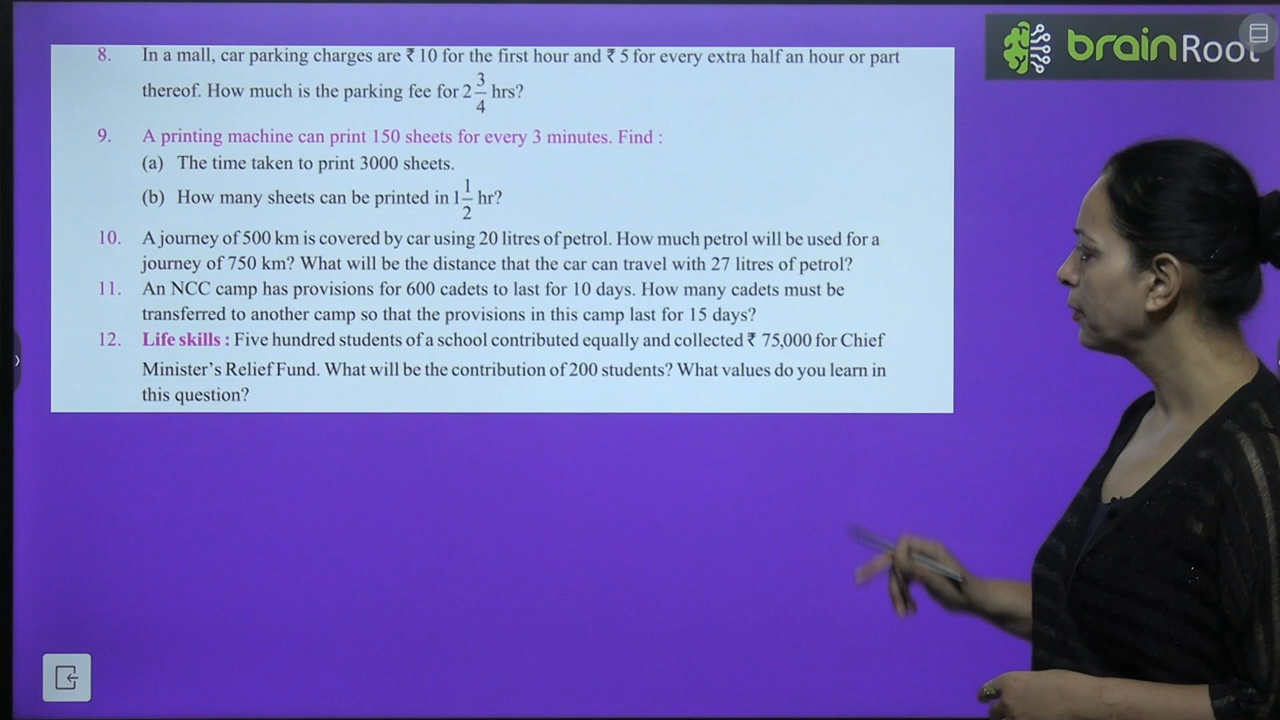 brainRoot
8. In a mall, car parking charges are ₹ 10 for the first hour and ₹ 5 for every extra half an hour or part
thereof. How much is the parking fee for 2 3/4 hrs?
9. A printing machine can print 150 sheets for every 3 minutes. Find :
(a) The time taken to print 3000 sheets.
(b) How many sheets can be printed in 1 1/2 hr?
10. A journey of 500 km is covered by car using 20 litres of petrol. How much petrol will be used for a
journey of 750 km? What will be the distance that the car can travel with 27 litres of petrol?
11. An NCC camp has provisions for 600 cadets to last for 10 days. How many cadets must be
transferred to another camp so that the provisions in this camp last for 15 days?
12. Life skills : Five hundred students of a school contributed equally and collected ₹ 75,000 for Chief
Minister's Relief Fund. What will be the contribution of 200 students? What values do you learn in
this question?